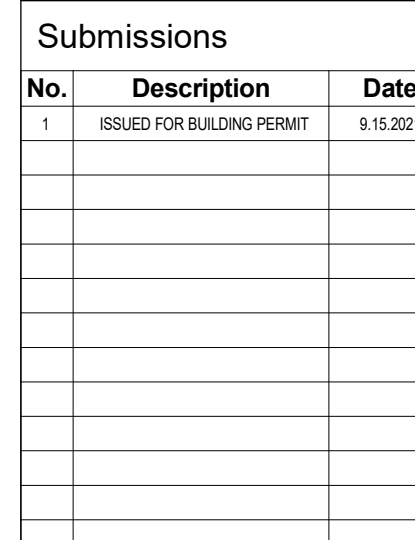 Submissions
No. Description Date
1 ISSUED FOR BUILDING PERMIT 9.15.202